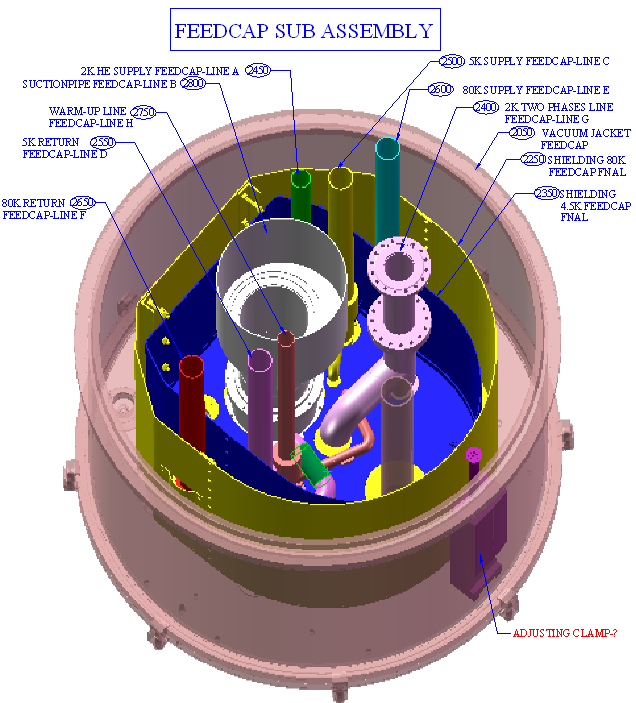 FEEDCAP SUB ASSEMBLY
2K.HE SUPPLY FEEDCAP-LINE A 2450
SUCTIONPIPE FEEDCAP-LINE B 2800
WARM-UP LINE 2750
FEEDCAP-LINE H
5K RETURN 2550
FEEDCAP-LINE D
80K RETURN 2650
FEEDCAP-LINE F
2500 5K SUPPLY FEEDCAP-LINE C
2600 80K SUPPLY FEEDCAP-LINE E
2400 2K TWO PHASES LINE
FEEDCAP-LINE G
2050 VACUUM JACKET
FEEDCAP
2250 SHIELDING 80K
FEEDCAP FNAL
2350 SHIELDING
4.5K FEEDCAP
FNAL
ADJUSTING CLAMP-?